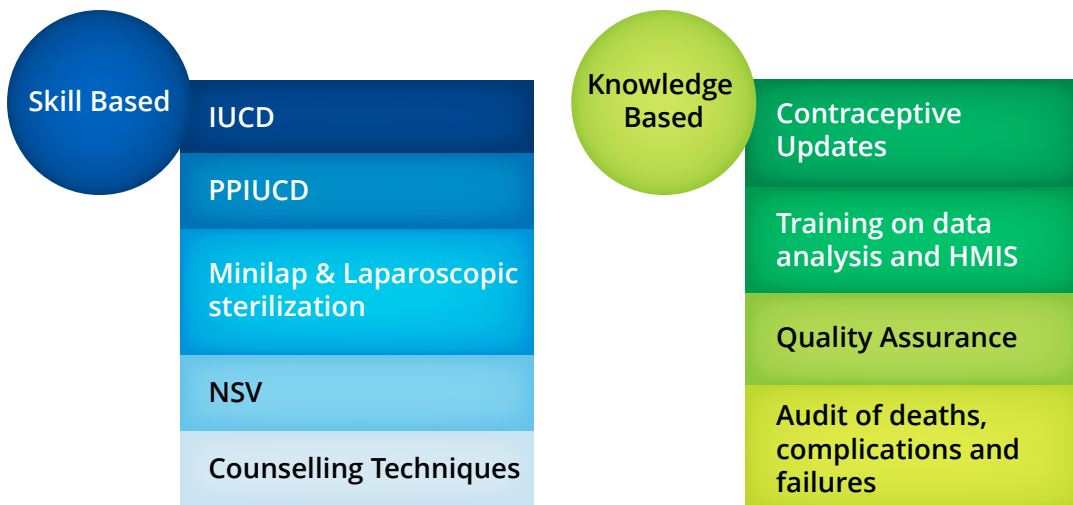 Skill Based
IUCD
PPIUCD
Minilap & Laparoscopic
sterilization
NSV
Counselling Techniques
Knowledge
Based
Contraceptive
Updates
Training on data
analysis and HMIS
Quality Assurance
Audit of deaths,
complications and
failures